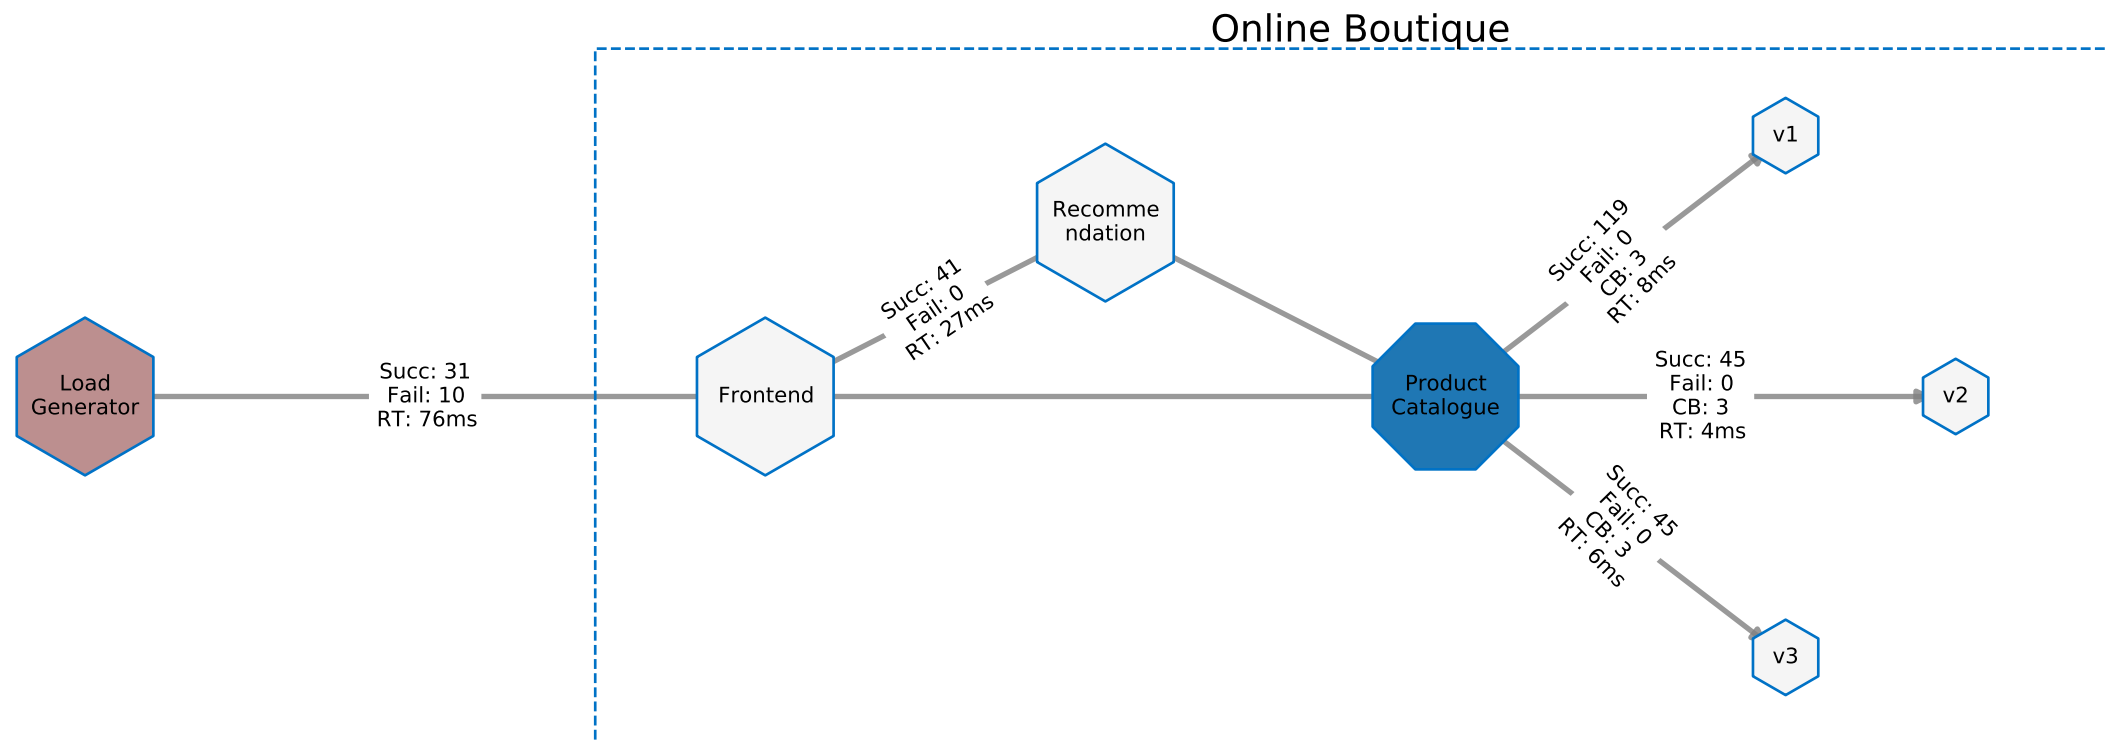 Online Boutique
v1
Recomme
ndation
Succ: 119
Fail: 0
CB: 3
RT: 8ms
Succ: 41
Fail: 0
RT: 27ms
Load
Generator
Succ: 31
Fail: 10
RT: 76ms
Frontend
Product
Catalogue
Succ: 45
Fail: 0
CB: 3
RT: 4ms
v2
Succ: 45
Fail: 0
CB: 3
RT: 6ms
v3